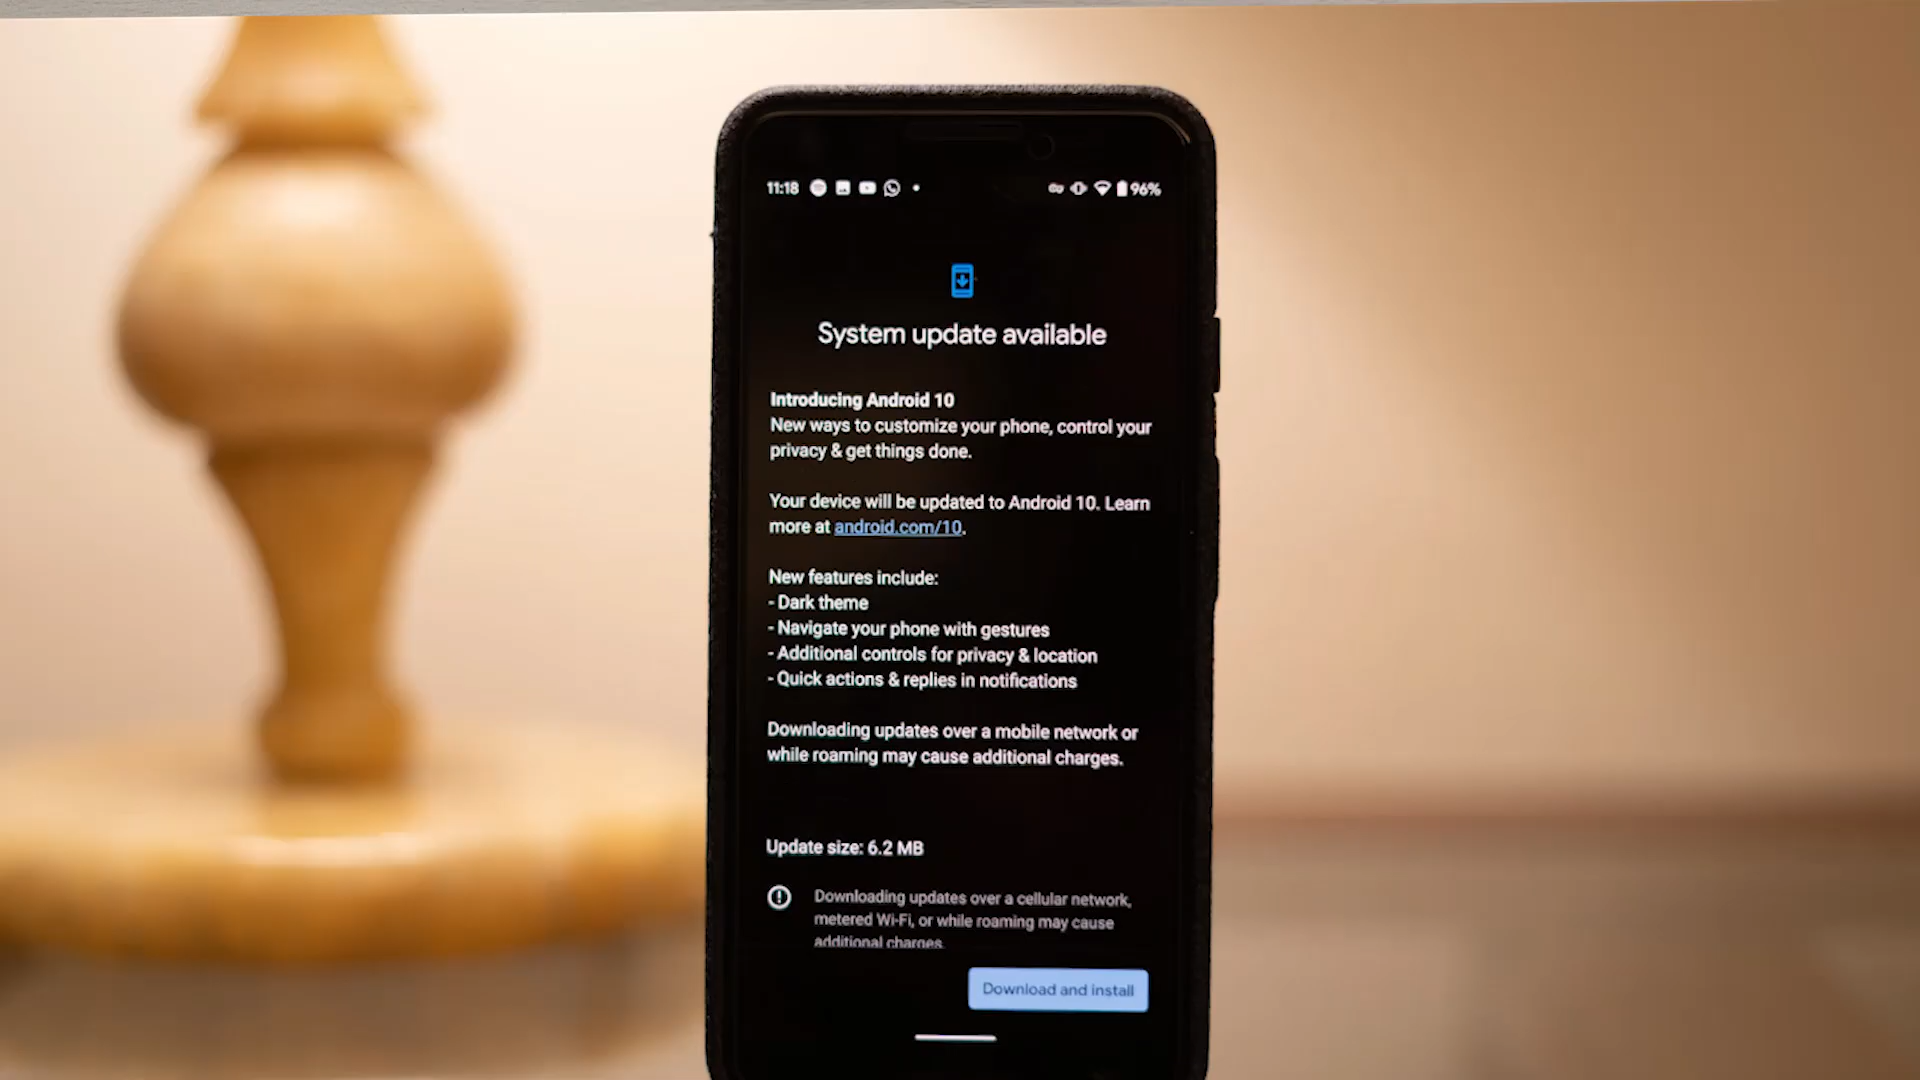 11:18
96%
System update available
Introducing Android 10
New ways to customize your phone, control your
privacy & get things done.
Your device will be updated to Android 10. Learn
more at android.com/10.
New features include:
- Dark theme
- Navigate your phone with gestures
- Additional controls for privacy & location
- Quick actions & replies in notifications
Downloading updates over a mobile network or
while roaming may cause additional charges.
Update size: 6.2 MB
Downloading updates over a cellular network,
metered Wi-Fi, or while roaming may cause
additional charges.
Download and install